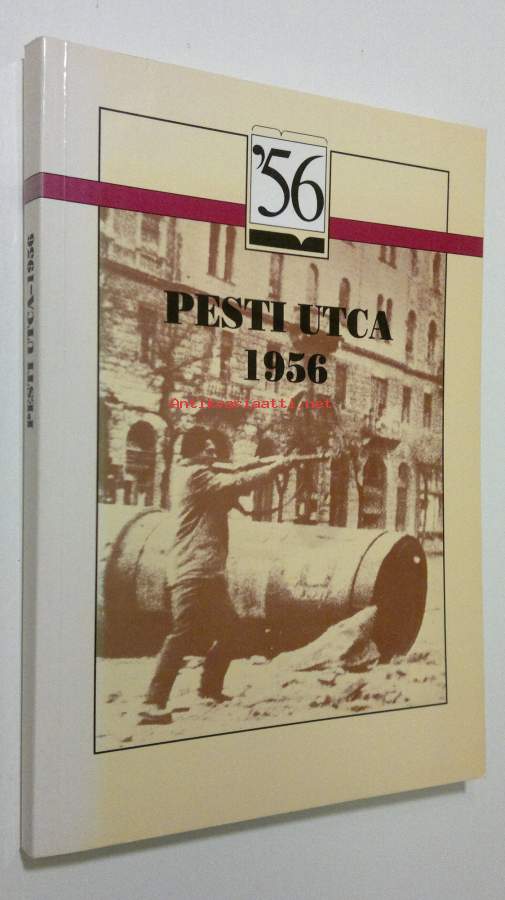 '56
PESTI UTCA
1956
Antikvariaatti.net
PESTI UTCA–1956